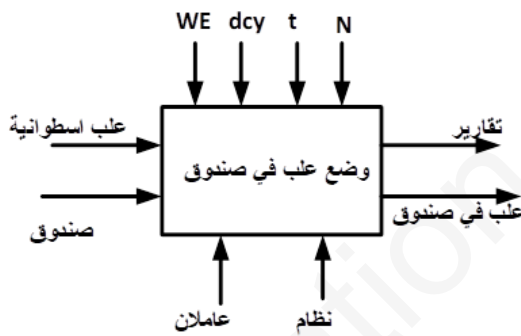 WE dcy t N
علب اسطوانية
تقارير
وضع علب في صندوق
علب في صندوق
صندوق
عاملان
نظام